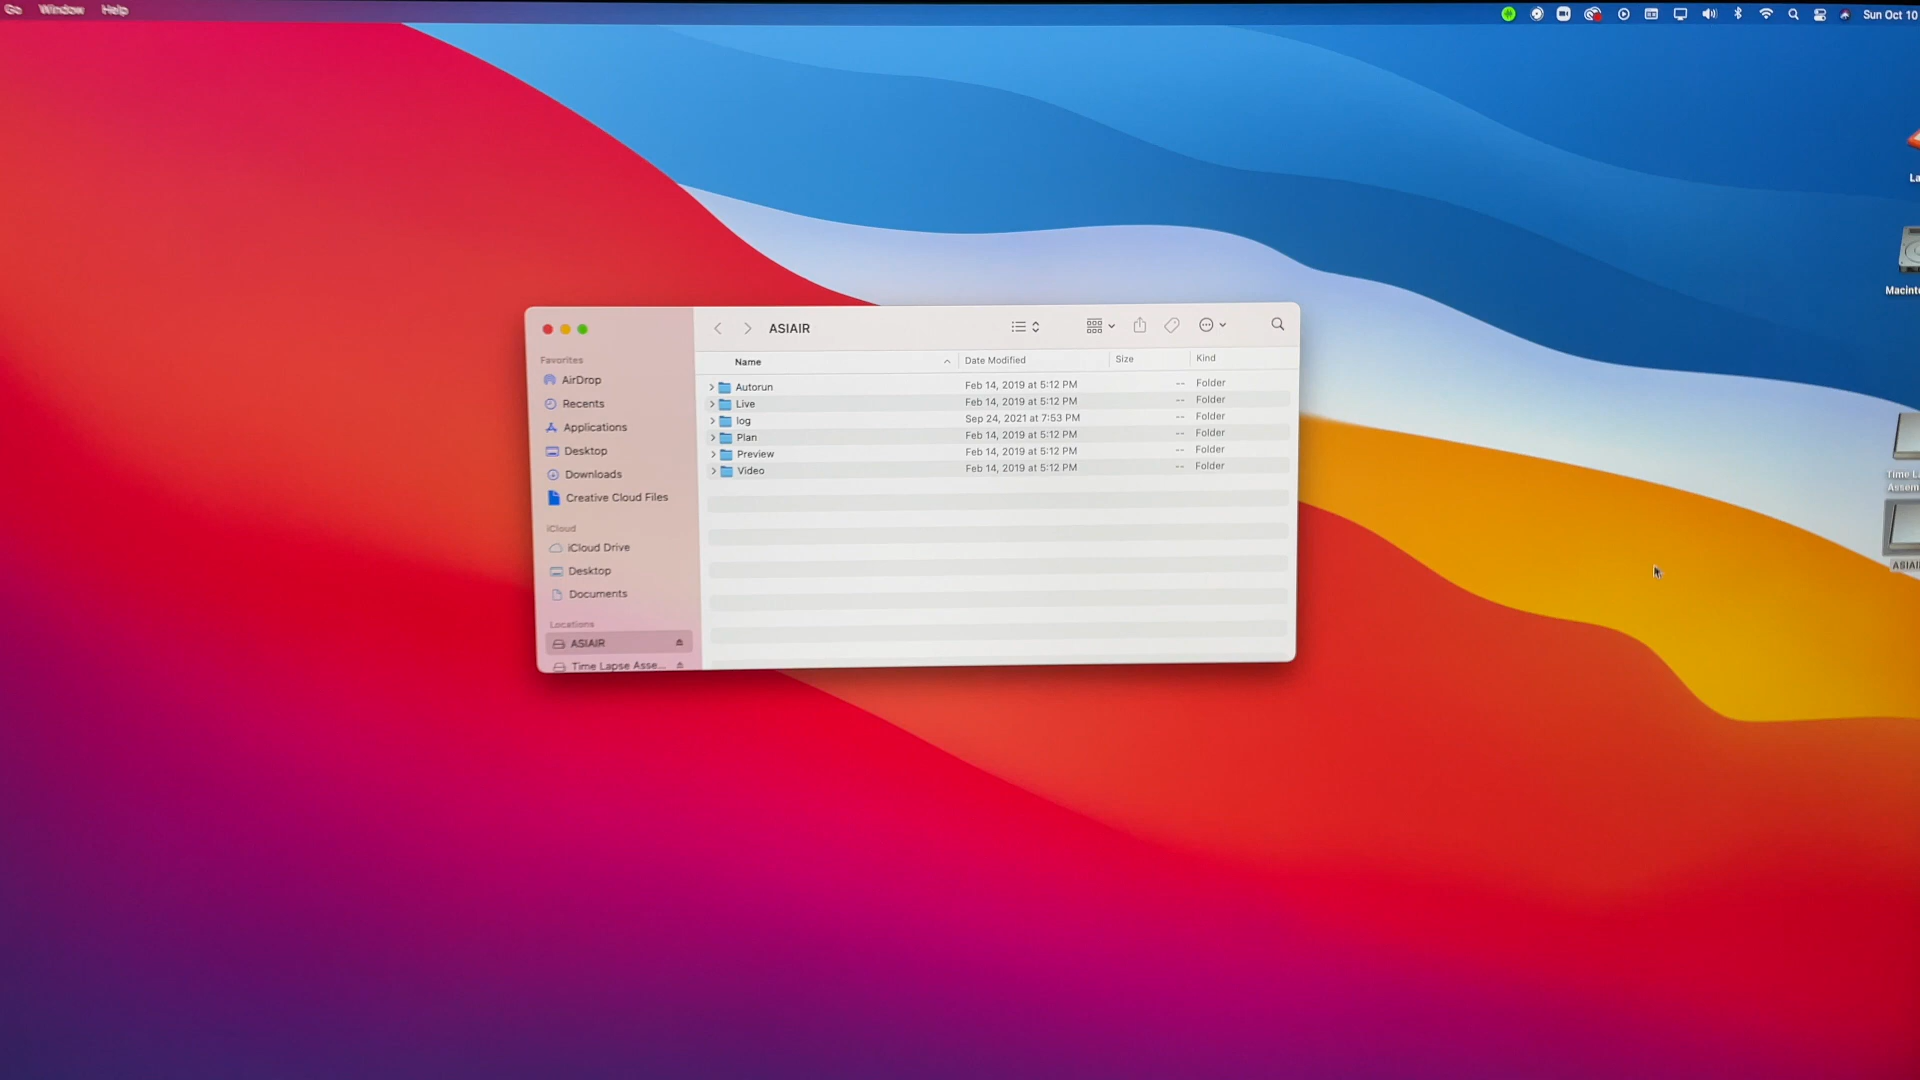 Go Window Help
Sun Oct 10
ASIAIR
Name Date Modified Size Kind
Autorun Feb 14, 2019 at 5:12 PM -- Folder
Live Feb 14, 2019 at 5:12 PM -- Folder
log Sep 24, 2021 at 7:53 PM -- Folder
Plan Feb 14, 2019 at 5:12 PM -- Folder
Preview Feb 14, 2019 at 5:12 PM -- Folder
Video Feb 14, 2019 at 5:12 PM -- Folder
Favorites
AirDrop
Recents
Applications
Desktop
Downloads
Creative Cloud Files
iCloud
iCloud Drive
Desktop
Documents
Locations
ASIAIR
Time Lapse Asse...
La
Macint
Time L
Assem
ASIAI